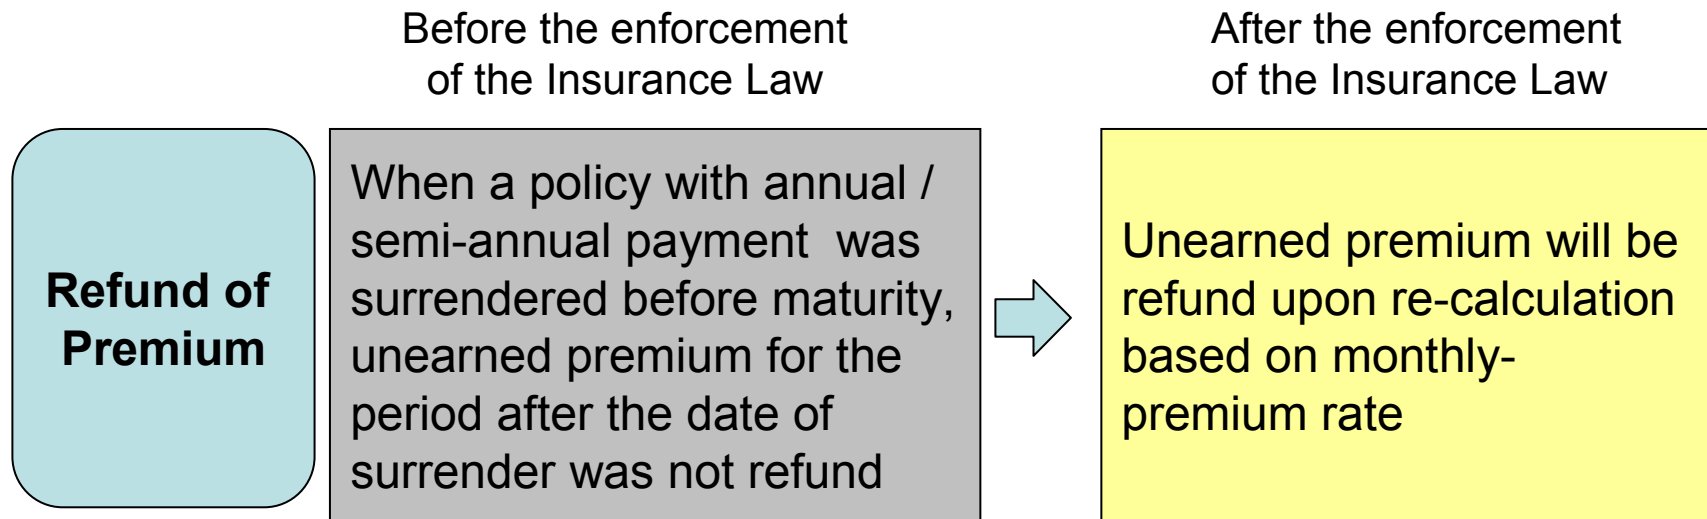 Before the enforcement
of the Insurance Law
After the enforcement
of the Insurance Law
Refund of
Premium
When a policy with annual /
semi-annual payment was
surrendered before maturity,
unearned premium for the
period after the date of
surrender was not refund
Unearned premium will be
refund upon re-calculation
based on monthly-
premium rate